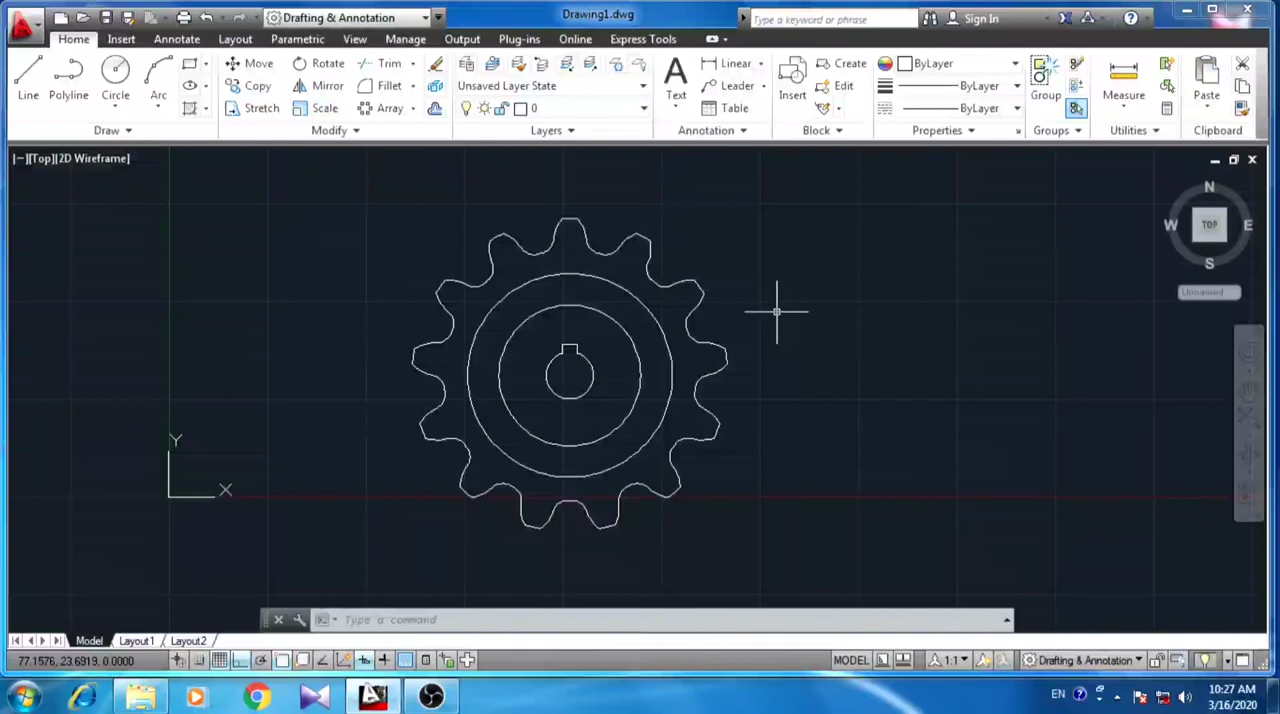 Drafting & Annotation
Drawing1.dwg
Type a keyword or phrase
Sign In
Home Insert Annotate Layout Parametric View Manage Output Plug-ins Online Express Tools
Line Polyline Circle Arc
Move Rotate Trim
Copy Mirror Fillet
Stretch Scale Array
Unsaved Layer State
0
Text
Linear
Leader
Table
Insert
Create
Edit
ByLayer
ByLayer
ByLayer
Group
Measure
Paste
Draw Modify Layers Annotation Block Properties Groups Utilities Clipboard
[−][Top][2D Wireframe]
N
W TOP E
S
Unnamed
Y
X
Type a command
Model Layout1 Layout2
77.1576, 23.6919, 0.0000
MODEL
1:1
Drafting & Annotation
EN
10:27 AM
3/16/2020